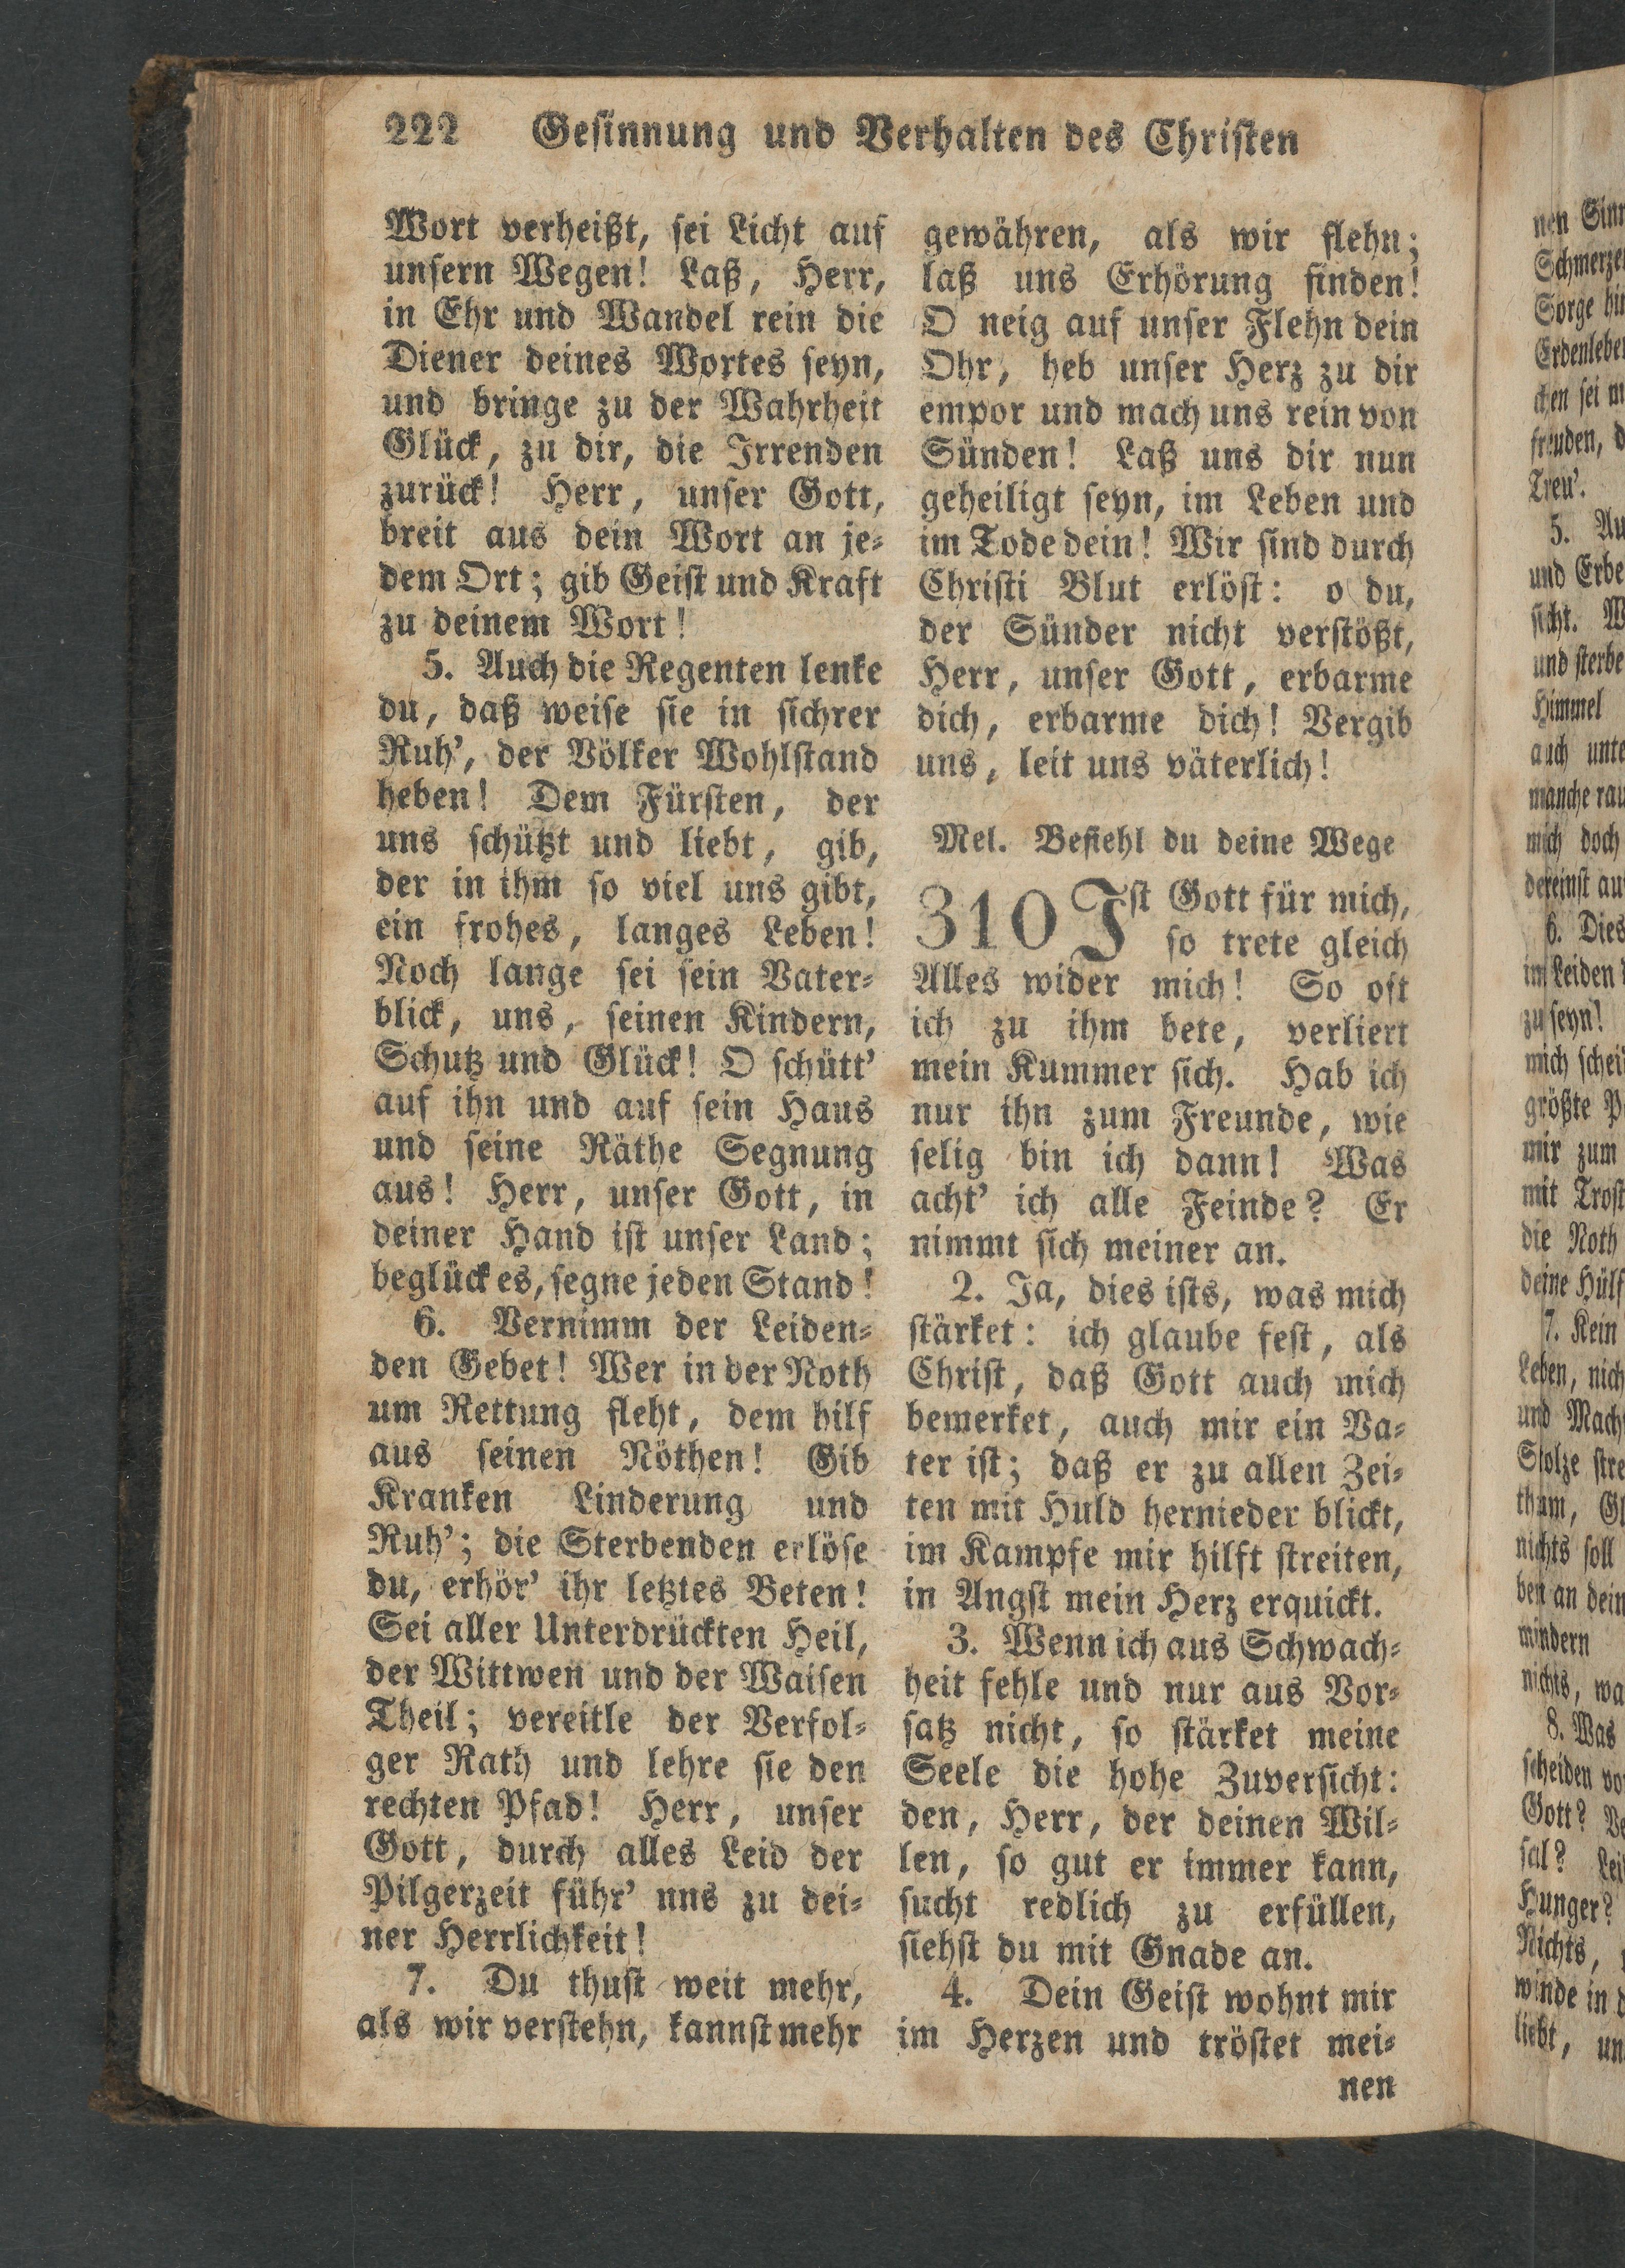 222 Gesinnung und Verhalten des Christen
Wort verheißt, sei Licht auf
unsern Wegen! Laß, Herr,
in Ehr und Wandel rein die
Diener deines Wortes seyn,
und bringe zu der Wahrheit
Glück, zu dir, die Irrenden
zurück! Herr, unser Gott,
breit aus dein Wort an je-
dem Ort; gib Geist und Kraft
zu deinem Wort!
5. Auch die Regenten lenke
du, daß weise sie in sichrer
Ruh', der Völker Wohlstand
heben! Dem Fürsten, der
uns schützt und liebt, gib,
der in ihm so viel uns gibt,
ein frohes, langes Leben!
Noch lange sei sein Vater-
blick, uns, seinen Kindern,
Schutz und Glück! O schütt'
auf ihn und auf sein Haus
und seine Räthe Segnung
aus! Herr, unser Gott, in
deiner Hand ist unser Land;
beglück es, segne jeden Stand!
6. Vernimm der Leiden-
den Gebet! Wer in der Noth
um Rettung fleht, dem hilf
aus seinen Nöthen! Gib
Kranken Linderung und
Ruh'; die Sterbenden erlöse
du, erhör' ihr letztes Beten!
Sei aller Unterdrückten Heil,
der Wittwen und der Waisen
Theil; vereitle der Verfol-
ger Rath und lehre sie den
rechten Pfad! Herr, unser
Gott, durch alles Leid der
Pilgerzeit führ' uns zu dei-
ner Herrlichkeit!
7. Du thust weit mehr,
als wir verstehn, kannst mehr
gewähren, als wir flehn;
laß uns Erhörung finden!
O neig auf unser Flehn dein
Ohr, heb unser Herz zu dir
empor und mach uns rein von
Sünden! Laß uns dir nun
geheiligt seyn, im Leben und
im Tode dein! Wir sind durch
Christi Blut erlöst: o du,
der Sünder nicht verstößt,
Herr, unser Gott, erbarme
dich, erbarme dich! Vergib
uns, leit uns väterlich!
Mel. Befiehl du deine Wege
310 Ist Gott für mich,
so trete gleich
Alles wider mich! So oft
ich zu ihm bete, verliert
mein Kummer sich. Hab ich
nur ihn zum Freunde, wie
selig bin ich dann! Was
acht' ich alle Feinde? Er
nimmt sich meiner an.
2. Ja, dies ists, was mich
stärket: ich glaube fest, als
Christ, daß Gott auch mich
bemerket, auch mir ein Va-
ter ist; daß er zu allen Zei-
ten mit Huld hernieder blickt,
im Kampfe mir hilft streiten,
in Angst mein Herz erquickt.
3. Wenn ich aus Schwach-
heit fehle und nur aus Vor-
satz nicht, so stärket meine
Seele die hohe Zuversicht:
den, Herr, der deinen Wil-
len, so gut er immer kann,
sucht redlich zu erfüllen,
siehst du mit Gnade an.
4. Dein Geist wohnt mir
im Herzen und tröstet mei-
nen